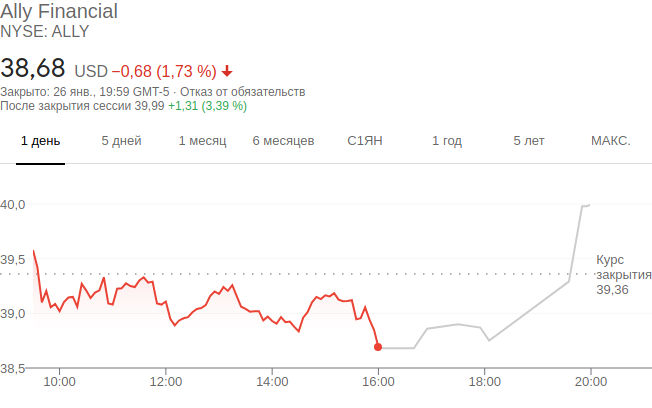 Ally Financial
NYSE: ALLY
38,68 USD −0,68 (1,73 %)
Закрыто: 26 янв., 19:59 GMT-5 · Отказ от обязательств
После закрытия сессии 39,99 +1,31 (3,39 %)
1 день 5 дней 1 месяц 6 месяцев С1ЯН 1 год 5 лет МАКС.
40,0
39,5
Курс
закрытия
39,36
39,0
38,5
10:00 12:00 14:00 16:00 18:00 20:00